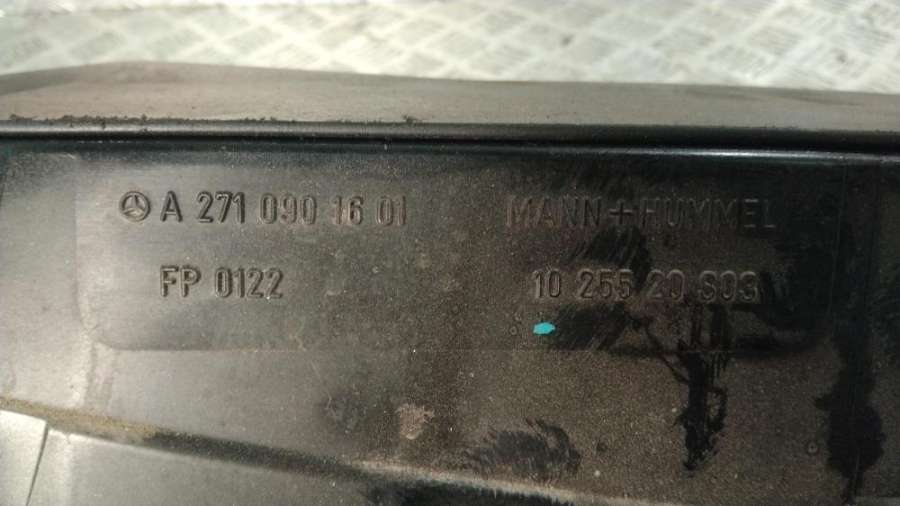 A 271 090 16 01
MANN+HUMMEL
FP 0122
10 255 20 S03